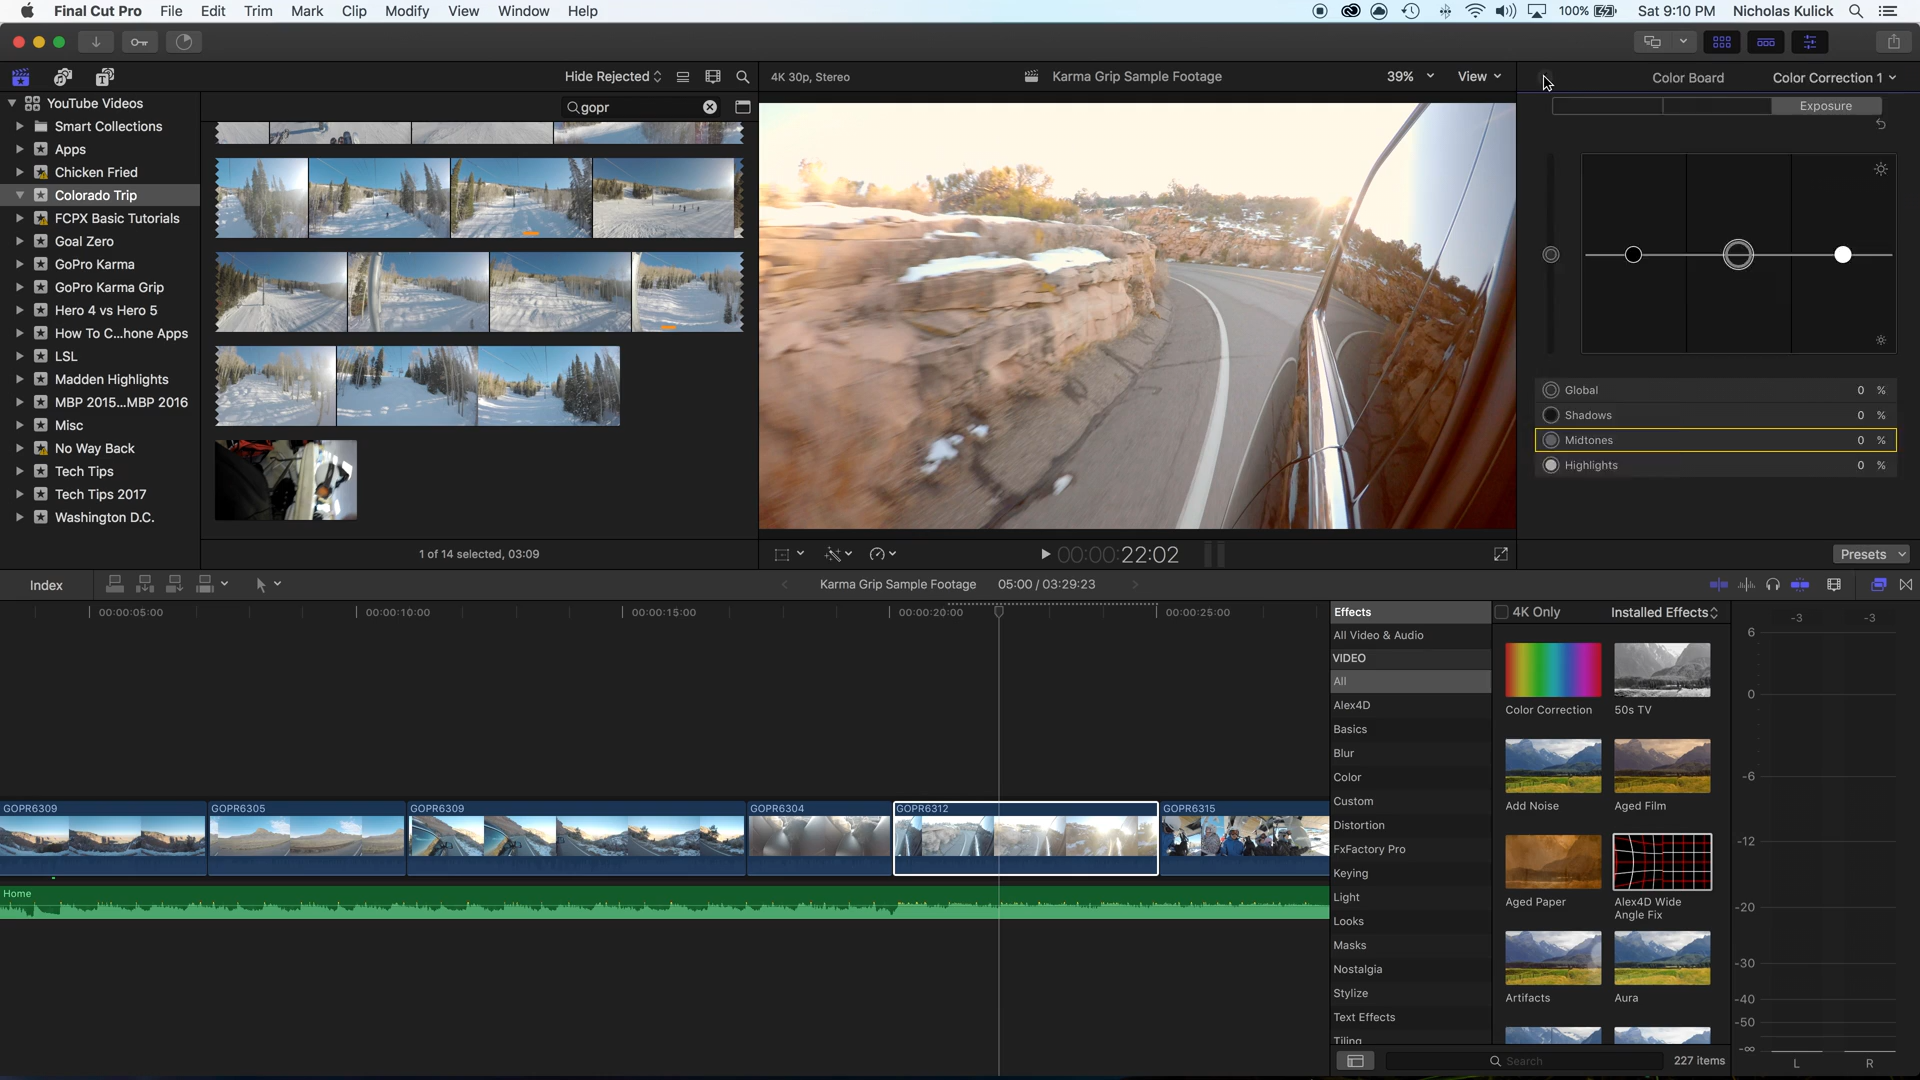 Final Cut Pro File Edit Trim Mark Clip Modify View Window Help
100% Sat 9:10 PM Nicholas Kulick
Hide Rejected
4K 30p, Stereo
Karma Grip Sample Footage
39%
View
Color Board
Color Correction 1
YouTube Videos
Smart Collections
Apps
Chicken Fried
Colorado Trip
FCPX Basic Tutorials
Goal Zero
GoPro Karma
GoPro Karma Grip
Hero 4 vs Hero 5
How To C...hone Apps
LSL
Madden Highlights
MBP 2015...MBP 2016
Misc
No Way Back
Tech Tips
Tech Tips 2017
Washington D.C.
gopr
1 of 14 selected, 03:09
00:00:22:02
Exposure
Global 0 %
Shadows 0 %
Midtones 0 %
Highlights 0 %
Presets
Index
Karma Grip Sample Footage 05:00 / 03:29:23
00:00:05:00
00:00:10:00
00:00:15:00
00:00:20:00
00:00:25:00
GOPR6309
GOPR6305
GOPR6309
GOPR6304
GOPR6312
GOPR6315
Home
Effects
All Video & Audio
VIDEO
All
Alex4D
Basics
Blur
Color
Custom
Distortion
FxFactory Pro
Keying
Light
Looks
Masks
Nostalgia
Stylize
Text Effects
Tiling
4K Only
Installed Effects
Color Correction
50s TV
Add Noise
Aged Film
Aged Paper
Alex4D Wide
Angle Fix
Artifacts
Aura
Search
227 items
-3 -3
6
0
-6
-12
-20
-30
-40
-50
-∞
L R